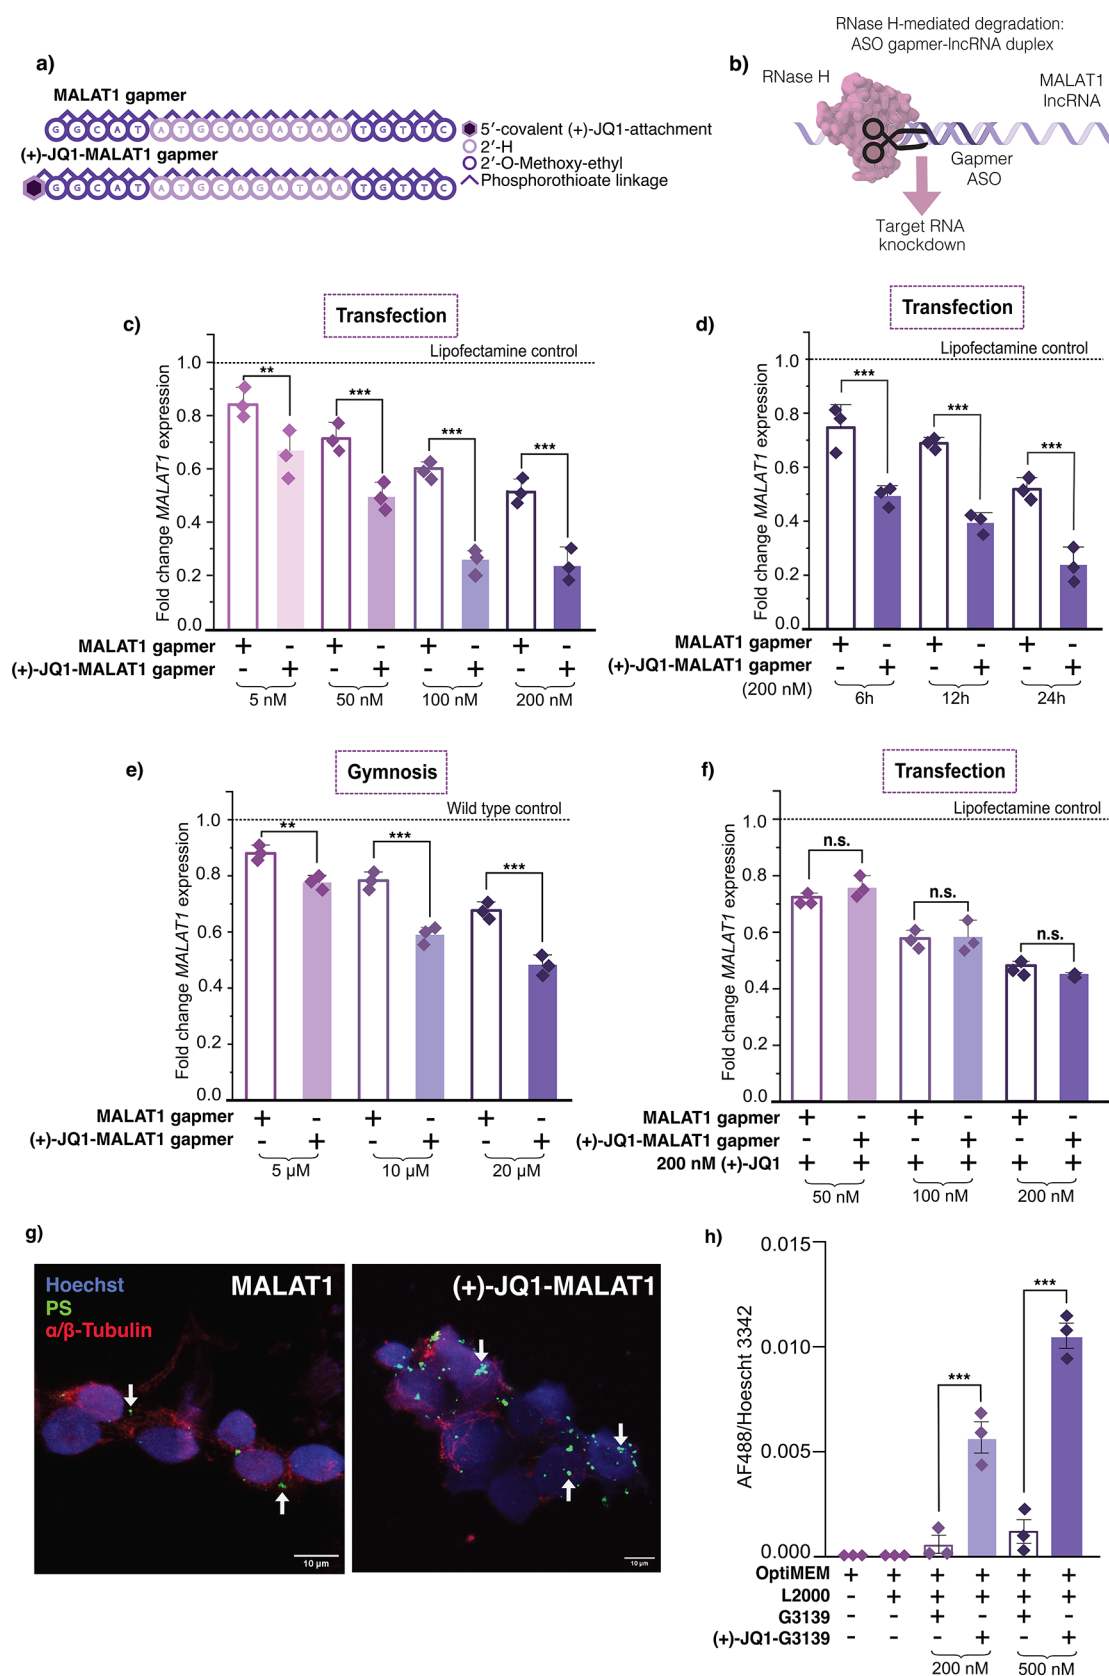 a)
MALAT1 gapmer
G G C A T A T G C A G A T A A T G T T C
(+)-JQ1-MALAT1 gapmer
G G C A T A T G C A G A T A A T G T T C
5′-covalent (+)-JQ1-attachment
2′-H
2′-O-Methoxy-ethyl
Phosphorothioate linkage
b)
RNase H-mediated degradation:
ASO gapmer-lncRNA duplex
RNase H
MALAT1
lncRNA
Gapmer
ASO
Target RNA
knockdown
c)
Transfection
Lipofectamine control
Fold change MALAT1 expression
1.0
0.8
0.6
0.4
0.2
0.0
**
***
***
***
MALAT1 gapmer + - + - + - + -
(+)-JQ1-MALAT1 gapmer - + - + - + - +
5 nM 50 nM 100 nM 200 nM
d)
Transfection
Lipofectamine control
Fold change MALAT1 expression
1.0
0.8
0.6
0.4
0.2
0.0
***
***
***
MALAT1 gapmer + - + - + -
(+)-JQ1-MALAT1 gapmer - + - + - +
(200 nM) 6h 12h 24h
e)
Gymnosis
Wild type control
Fold change MALAT1 expression
1.0
0.8
0.6
0.4
0.2
0.0
**
***
***
MALAT1 gapmer + - + - + -
(+)-JQ1-MALAT1 gapmer - + - + - +
5 µM 10 µM 20 µM
f)
Transfection
Lipofectamine control
Fold change MALAT1 expression
1.0
0.8
0.6
0.4
0.2
0.0
n.s.
n.s.
n.s.
MALAT1 gapmer + - + - + -
(+)-JQ1-MALAT1 gapmer - + - + - +
200 nM (+)-JQ1 + + + + + +
50 nM 100 nM 200 nM
g)
Hoechst
PS
α/β-Tubulin
MALAT1
10 µm
(+)-JQ1-MALAT1
10 µm
h)
AF488/Hoescht 3342
0.015
0.010
0.005
0.000
***
***
OptiMEM + + + + + +
L2000 - + + + + +
G3139 - - + - + -
(+)-JQ1-G3139 - - - + - +
200 nM 500 nM